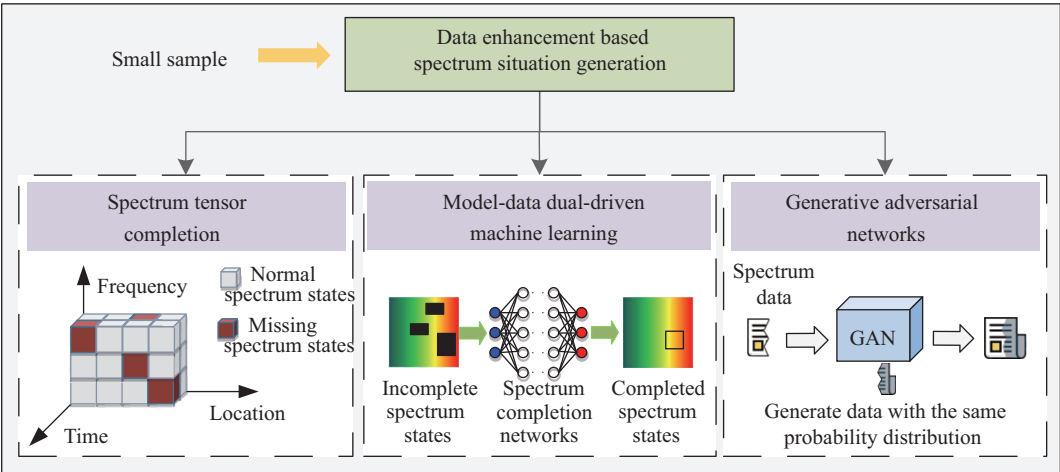 Small sample
Data enhancement based
spectrum situation generation
Spectrum tensor
completion
Frequency
Normal
spectrum states
Missing
spectrum states
Location
Time
Model-data dual-driven
machine learning
Incomplete
spectrum
states
Spectrum
completion
networks
Completed
spectrum
states
Generative adversarial
networks
Spectrum
data
GAN
Generate data with the same
probability distribution